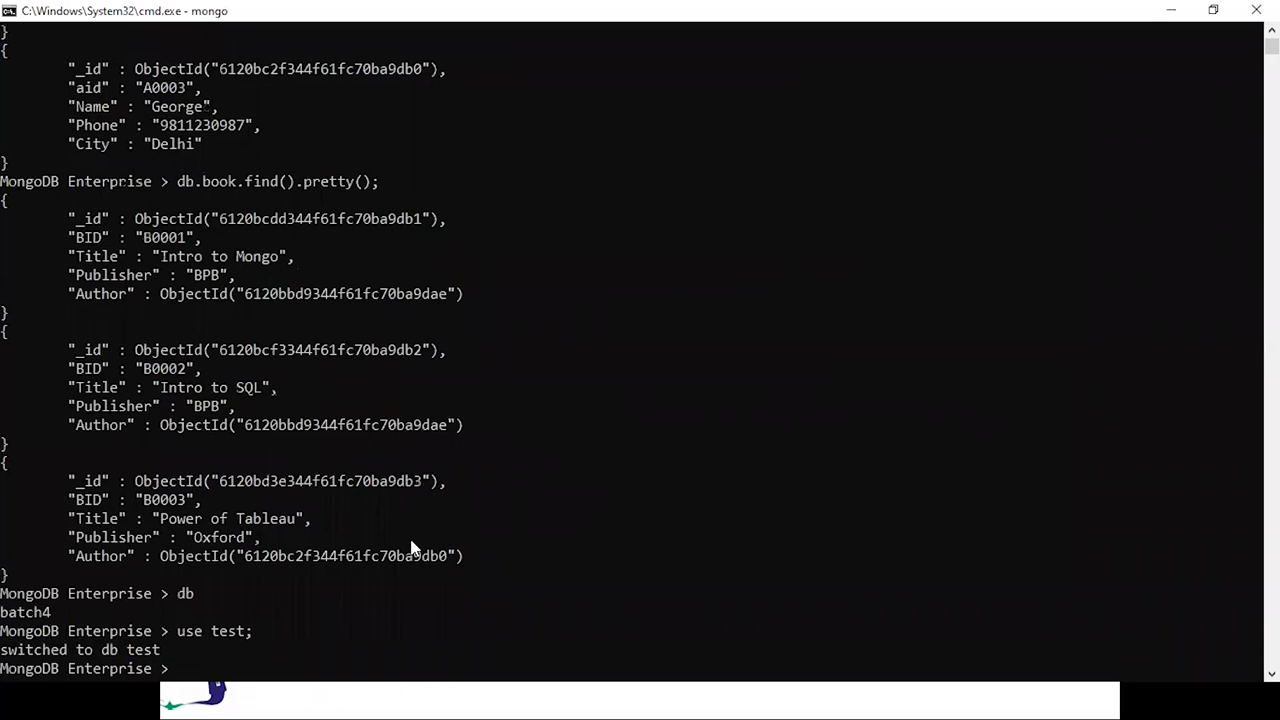 C:\Windows\System32\cmd.exe - mongo
}
{
"_id" : ObjectId("6120bc2f344f61fc70ba9db0"),
"aid" : "A0003",
"Name" : "George",
"Phone" : "9811230987",
"City" : "Delhi"
}
MongoDB Enterprise > db.book.find().pretty();
{
"_id" : ObjectId("6120bcdd344f61fc70ba9db1"),
"BID" : "B0001",
"Title" : "Intro to Mongo",
"Publisher" : "BPB",
"Author" : ObjectId("6120bbd9344f61fc70ba9dae")
}
{
"_id" : ObjectId("6120bcf3344f61fc70ba9db2"),
"BID" : "B0002",
"Title" : "Intro to SQL",
"Publisher" : "BPB",
"Author" : ObjectId("6120bbd9344f61fc70ba9dae")
}
{
"_id" : ObjectId("6120bd3e344f61fc70ba9db3"),
"BID" : "B0003",
"Title" : "Power of Tableau",
"Publisher" : "Oxford",
"Author" : ObjectId("6120bc2f344f61fc70ba9db0")
}
MongoDB Enterprise > db
batch4
MongoDB Enterprise > use test;
switched to db test
MongoDB Enterprise >